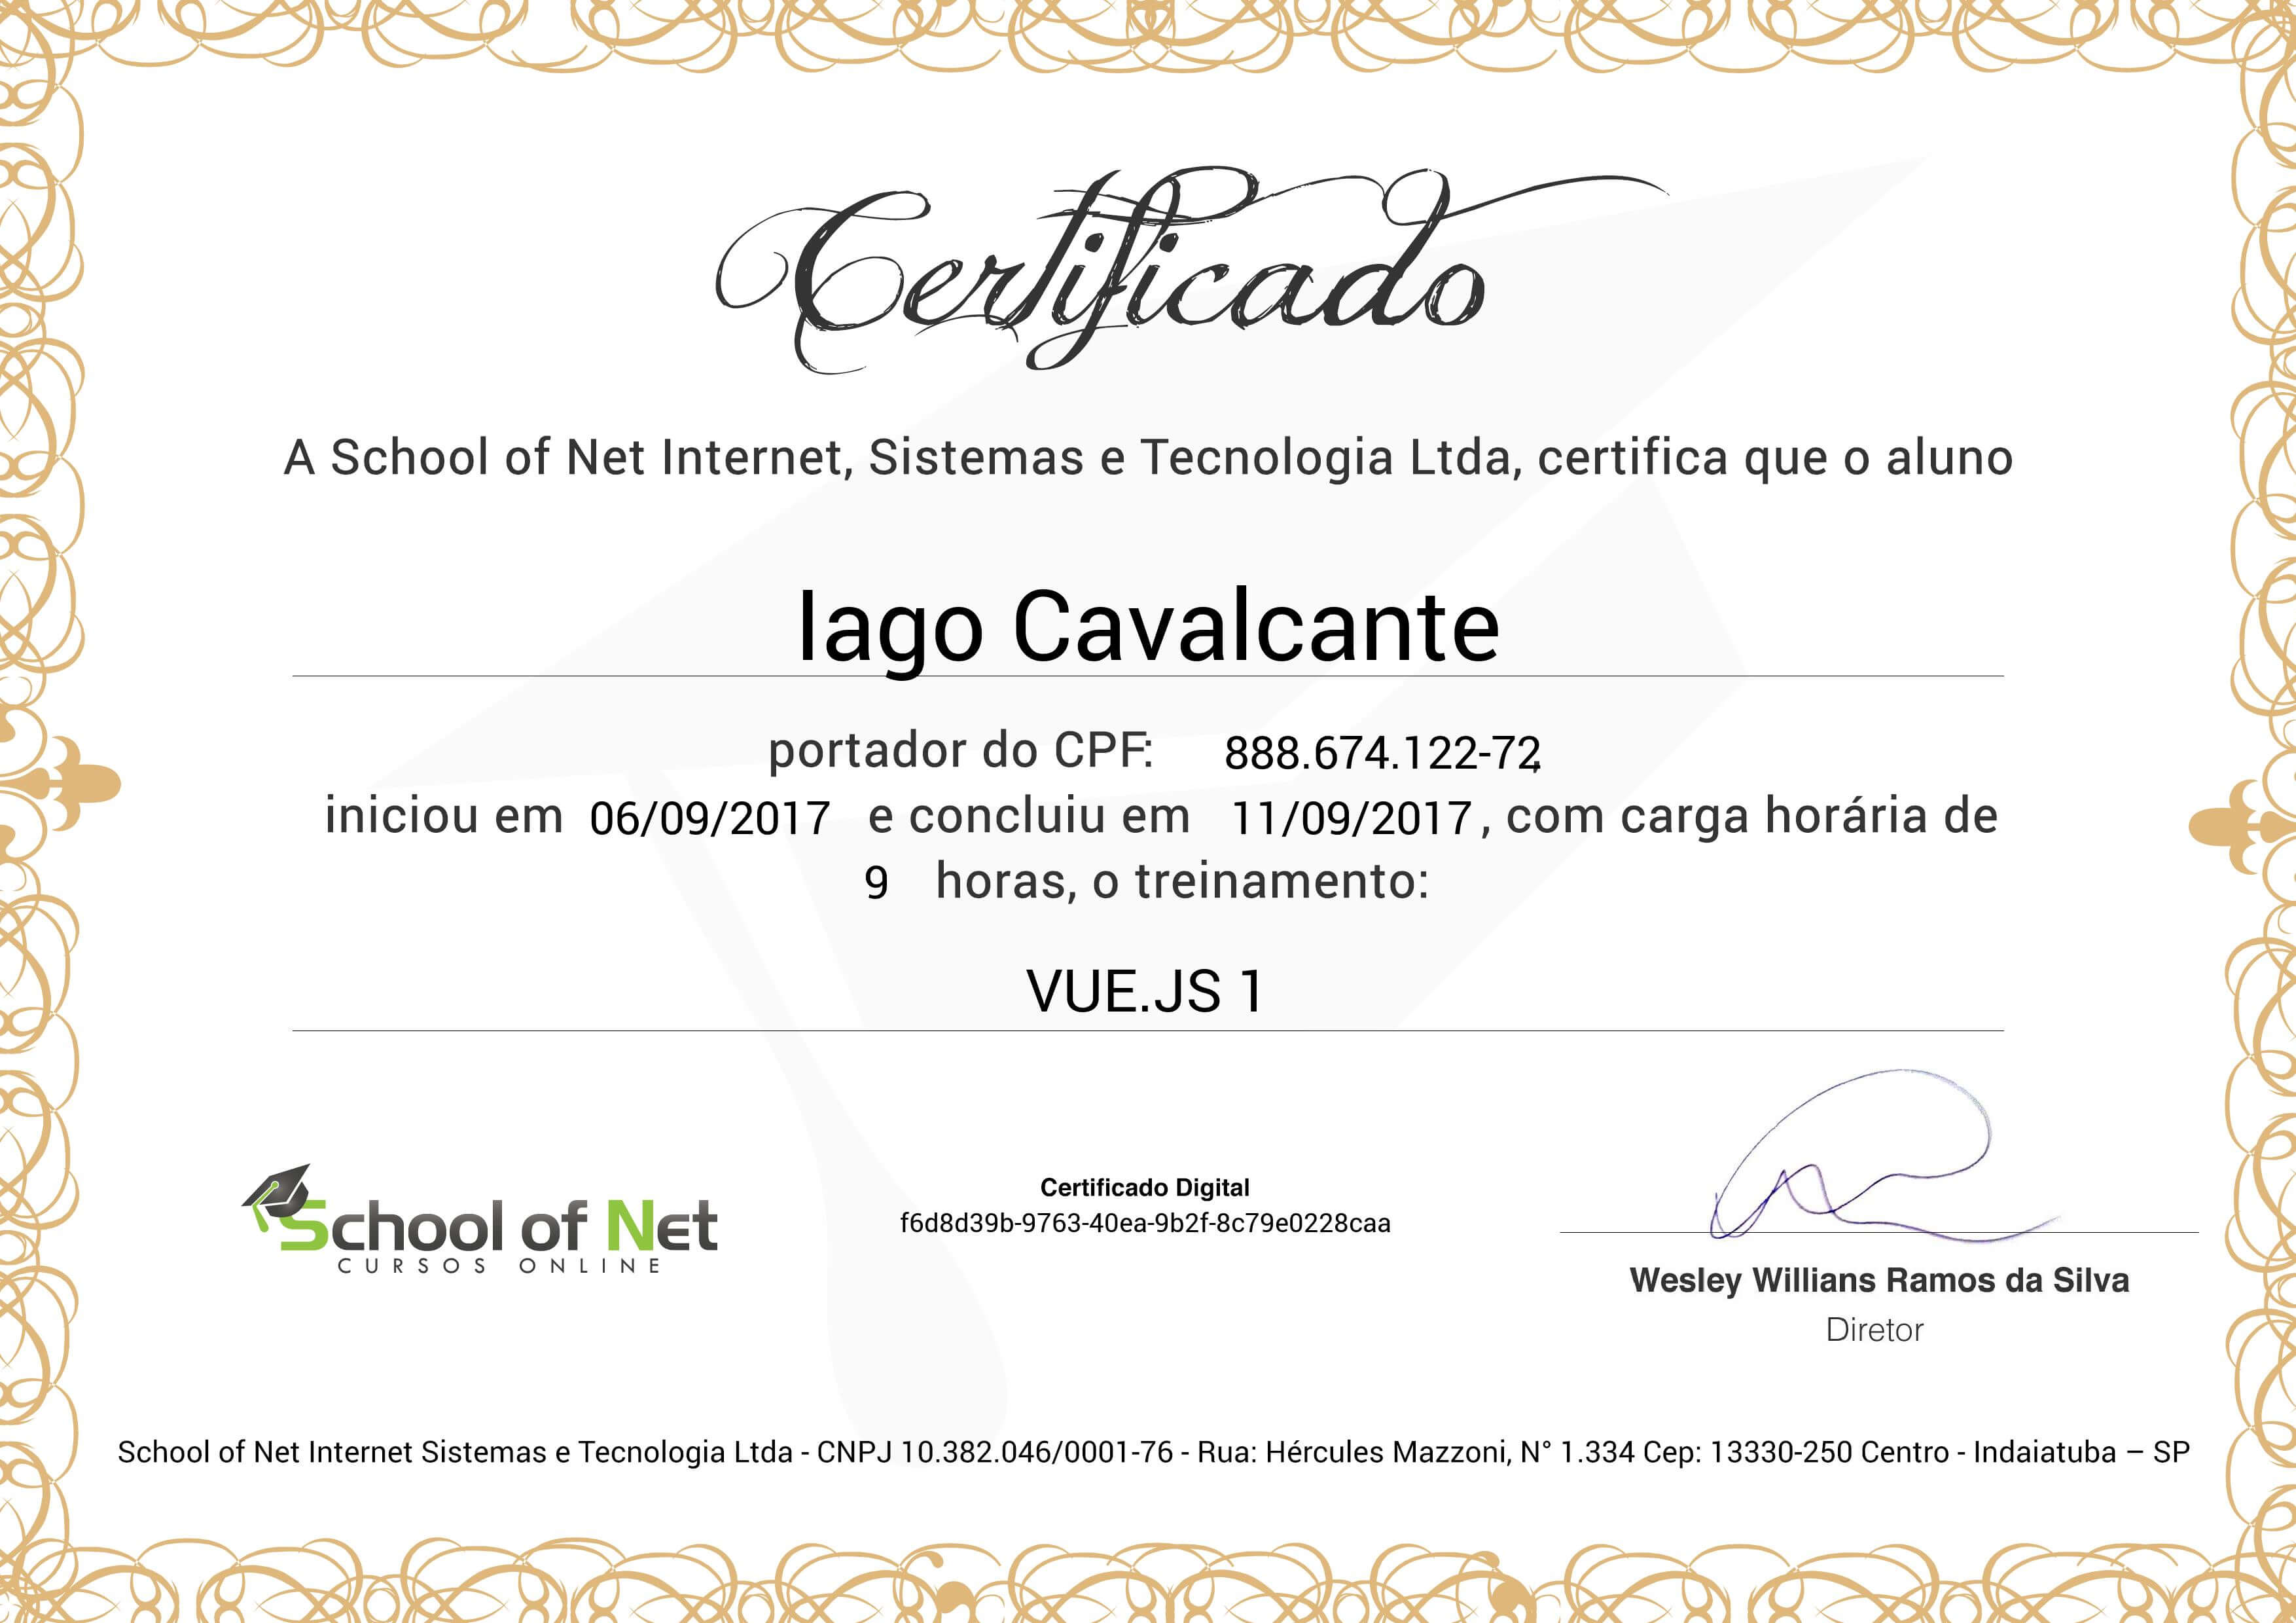 Certificado
A School of Net Internet, Sistemas e Tecnologia Ltda, certifica que o aluno
Iago Cavalcante
portador do CPF: 888.674.122-72,
iniciou em 06/09/2017 e concluiu em 11/09/2017, com carga horária de
9 horas, o treinamento:
VUE.JS 1
School of Net
CURSOS ONLINE
Certificado Digital
f6d8d39b-9763-40ea-9b2f-8c79e0228caa
Wesley Willians Ramos da Silva
Diretor
School of Net Internet Sistemas e Tecnologia Ltda - CNPJ 10.382.046/0001-76 - Rua: Hércules Mazzoni, N° 1.334 Cep: 13330-250 Centro - Indaiatuba – SP